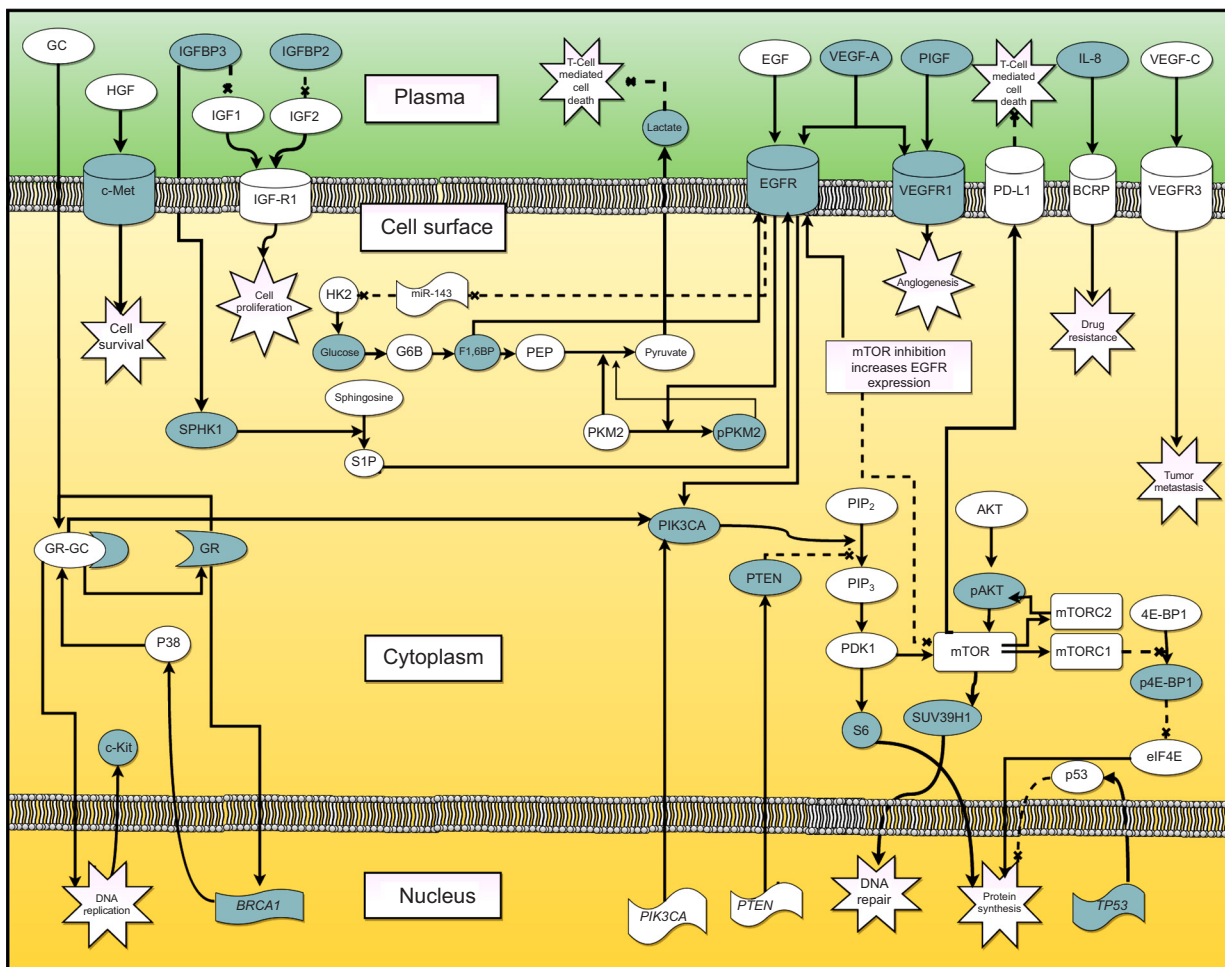 GC
IGFBP3
IGFBP2
T-Cell
mediated
cell
death
EGF
VEGF-A
PIGF
T-Cell
mediated cell
death
IL-8
VEGF-C
HGF
Plasma
IGF1
IGF2
Lactate
c-Met
IGF-R1
EGFR
VEGFR1
PD-L1
BCRP
VEGFR3
Cell surface
Cell
proliferation
HK2
miR-143
Angiogenesis
Cell
survival
Glucose
G6B
F1,6BP
PEP
Pyruvate
mTOR inhibition
increases EGFR
expression
Drug
resistance
Sphingosine
SPHK1
S1P
PKM2
pPKM2
Tumor
metastasis
PIP2
AKT
PIK3CA
GR-GC
GR
PTEN
PIP3
pAKT
mTORC2
4E-BP1
P38
Cytoplasm
PDK1
mTOR
mTORC1
p4E-BP1
c-Kit
S6
SUV39H1
eIF4E
p53
Nucleus
DNA
replication
BRCA1
PIK3CA
PTEN
DNA
repair
Protein
synthesis
TP53